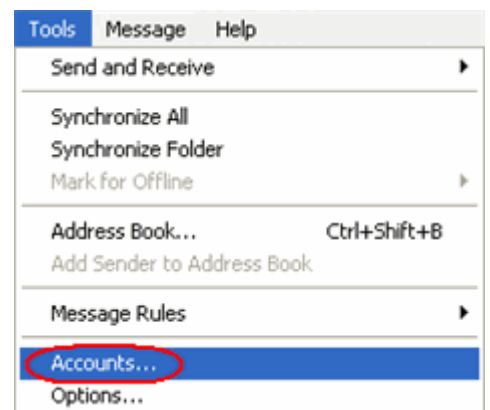 Tools Message Help
Send and Receive
Synchronize All
Synchronize Folder
Mark for Offline
Address Book... Ctrl+Shift+B
Add Sender to Address Book
Message Rules
Accounts...
Options...